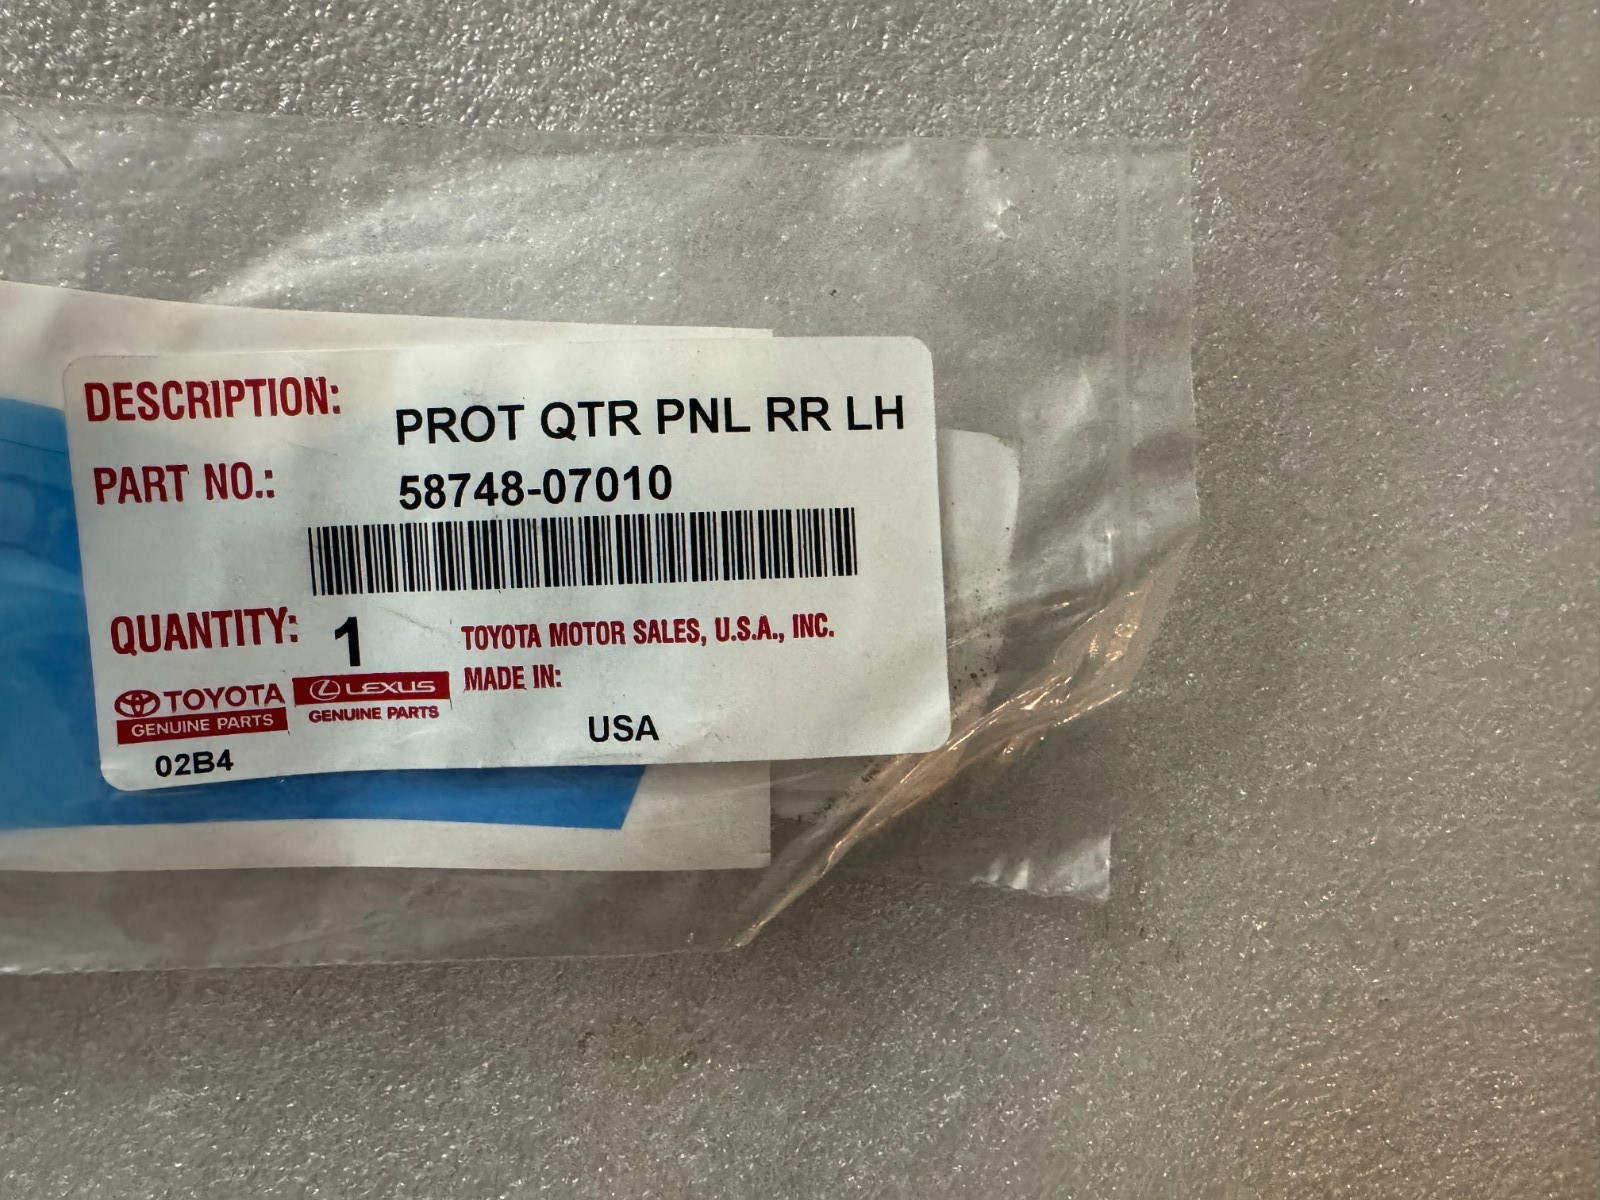 DESCRIPTION: PROT QTR PNL RR LH
PART NO.: 58748-07010
QUANTITY: 1 TOYOTA MOTOR SALES, U.S.A., INC.
MADE IN:
TOYOTA LEXUS
GENUINE PARTS GENUINE PARTS
USA
02B4